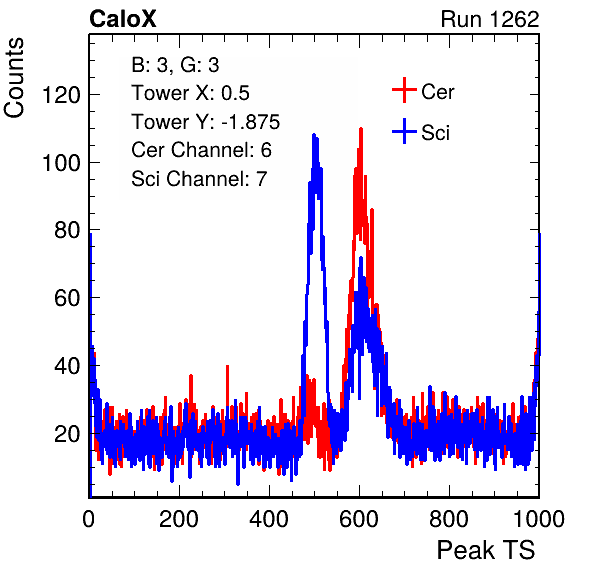 CaloX Run 1262
Counts
B: 3, G: 3
Tower X: 0.5
Tower Y: -1.875
Cer Channel: 6
Sci Channel: 7
Cer
Sci
120
100
80
60
40
20
0 200 400 600 800 1000
Peak TS